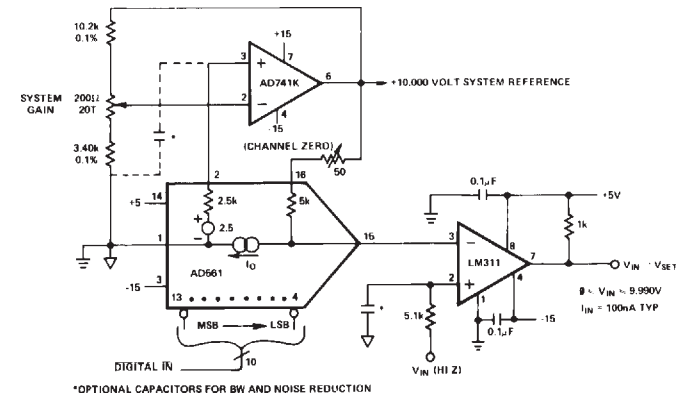 10.2k
0.1%
+15
3
+
7
AD741K
6
+10.000 VOLT SYSTEM REFERENCE
SYSTEM
GAIN
200Ω
20T
2
−
4
-15
*
(CHANNEL ZERO)
50
3.40k
0.1%
2
16
14
+5
2.5k
5k
+
2.5
−
1
I_O
16
AD561
3
-15
13
4
MSB
LSB
DIGITAL IN
10
0.1µF
+5V
1k
3
−
8
LM311
7
V_IN · V_SET
2
+
4
1
0 ≤ V_IN ≤ 9.990V
I_IN = 100nA TYP
*
5.1k
0.1µF
-15
V_IN (HI Z)
*OPTIONAL CAPACITORS FOR BW AND NOISE REDUCTION